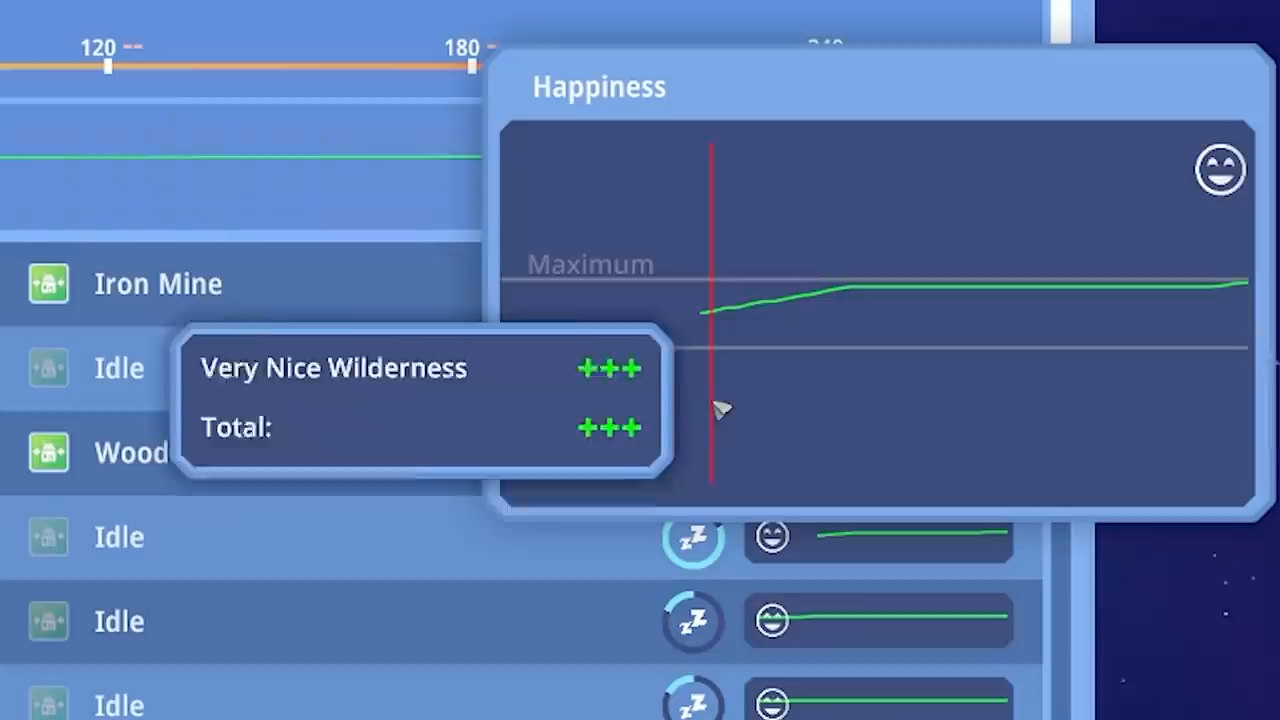 120 --
180 -
Happiness
Maximum
Iron Mine
Idle
Very Nice Wilderness +++
Total: +++
Wood
Idle
Idle
Idle